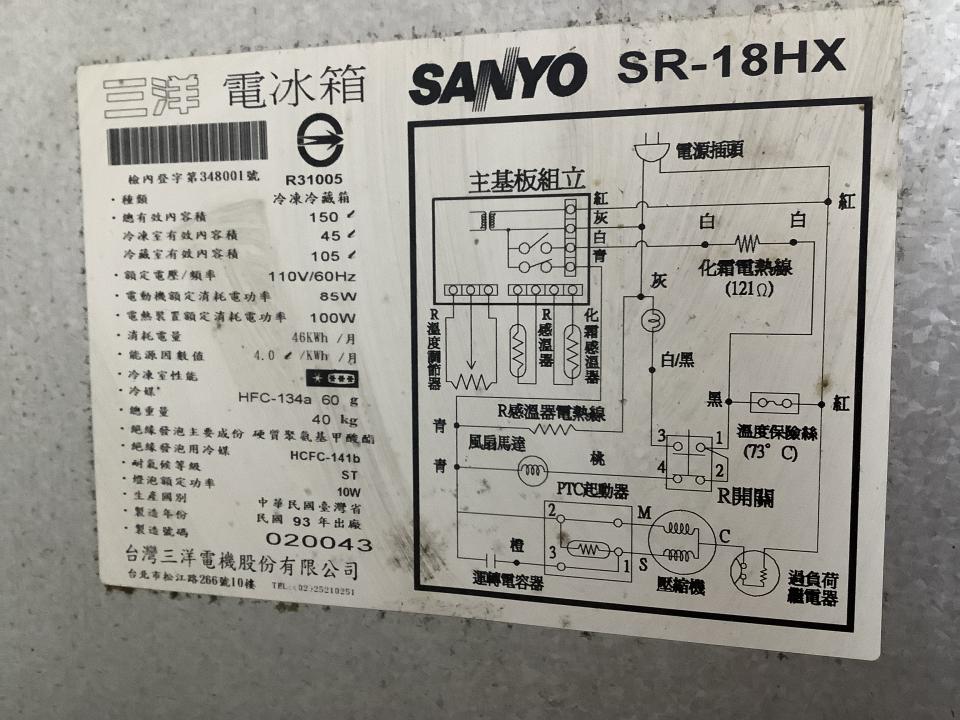 三洋 電冰箱
檢內登字第348001號
R31005
・種類 冷凍冷藏箱
・總有效內容積 150 ℓ
冷凍室有效內容積 45 ℓ
冷藏室有效內容積 105 ℓ
・額定電壓/頻率 110V/60Hz
・電動機額定消耗電功率 85W
・電熱裝置額定消耗電功率 100W
・消耗電量 46KWh /月
・能源因數值 4.0 ℓ /KWh /月
・冷凍室性能
・冷媒 HFC-134a 60 g
・總重量 40 kg
・絕緣發泡主要成份 硬質聚氨基甲酸酯
・絕緣發泡用冷媒 HCFC-141b
・耐氣候等級 ST
・燈泡額定功率 10W
・生產國別 中華民國臺灣省
・製造年份 民國 93 年出廠
・製造號碼 020043
台灣三洋電機股份有限公司
台北市松江路266號10樓 TEL:(02)25210251
SANYO SR-18HX
電源插頭
主基板組立
紅
灰
白
青
紅
白 白
化霜電熱線
(121Ω)
灰
R溫度調節器
R感溫器
化霜感溫器
白/黑
黑
紅
溫度保險絲
(73°C)
R感溫器電熱線
青
風扇馬達
青
桃
3 1
4 2
R開關
PTC起動器
2
3
1
M
S
C
橙
運轉電容器
壓縮機
過負荷
繼電器